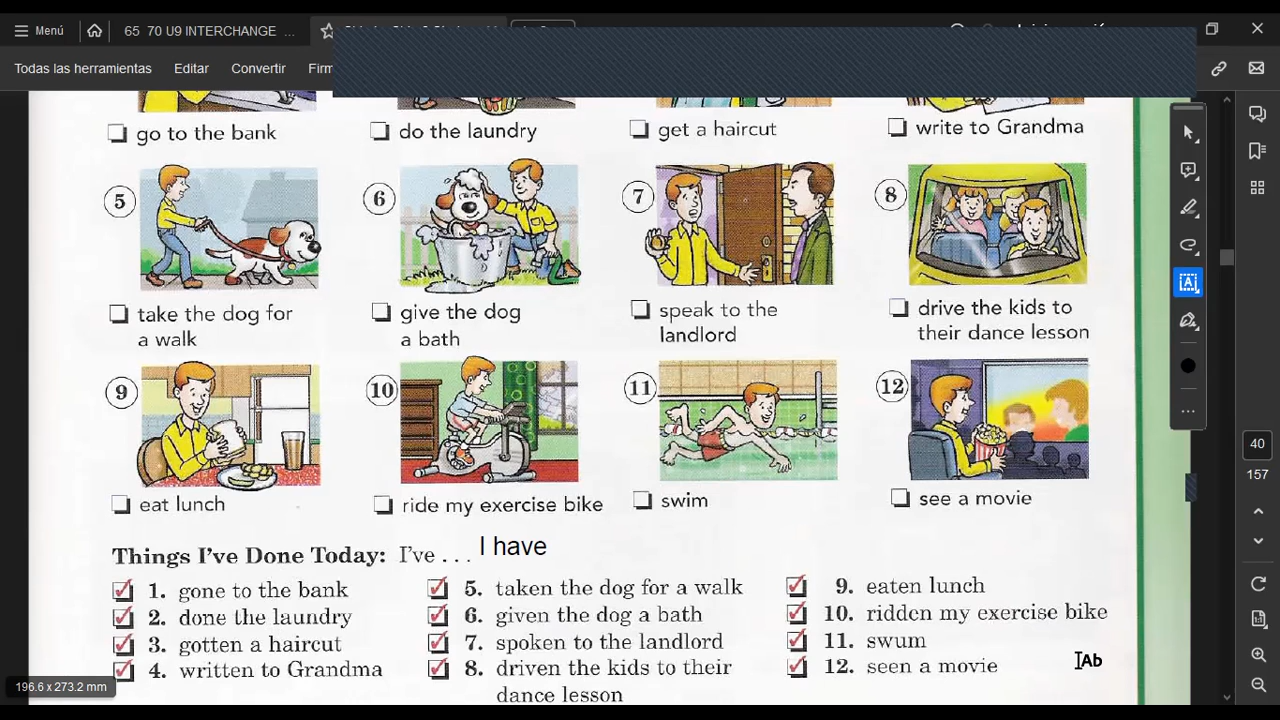 Menú
65 70 U9 INTERCHANGE ...
Todas las herramientas Editar Convertir
go to the bank
do the laundry
get a haircut
write to Grandma
5
take the dog for
a walk
6
give the dog
a bath
7
speak to the
landlord
8
drive the kids to
their dance lesson
9
eat lunch
10
ride my exercise bike
11
swim
12
see a movie
Things I've Done Today: I've . . . I have
1. gone to the bank
2. done the laundry
3. gotten a haircut
4. written to Grandma
5. taken the dog for a walk
6. given the dog a bath
7. spoken to the landlord
8. driven the kids to their
dance lesson
9. eaten lunch
10. ridden my exercise bike
11. swum
12. seen a movie
Ab
196.6 x 273.2 mm
40
157